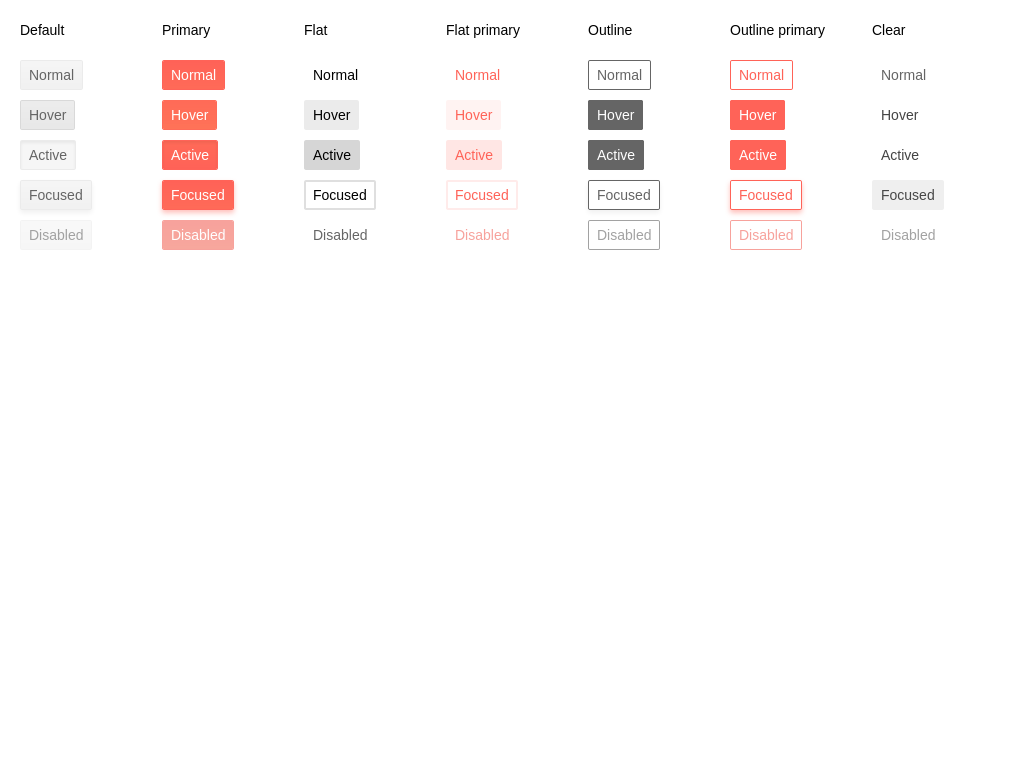 Default Primary Flat Flat primary Outline Outline primary Clear
Normal Normal Normal Normal Normal Normal Normal
Hover Hover Hover Hover Hover Hover Hover
Active Active Active Active Active Active Active
Focused Focused Focused Focused Focused Focused Focused
Disabled Disabled Disabled Disabled Disabled Disabled Disabled